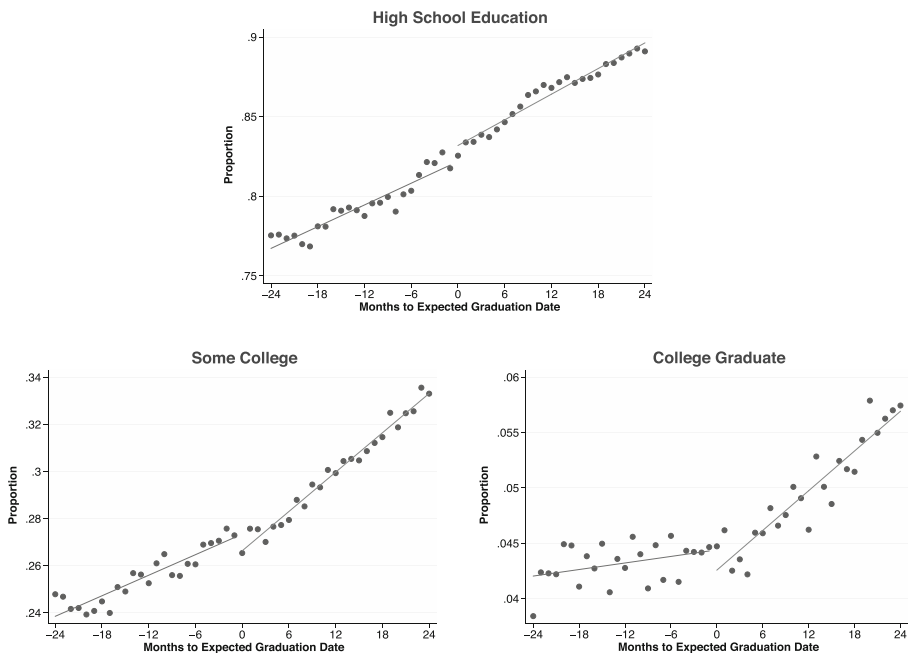 High School Education
.9
.85
.8
.75
Proportion
−24 −18 −12 −6 0 6 12 18 24
Months to Expected Graduation Date
Some College
.34
.32
.3
.28
.26
.24
Proportion
−24 −18 −12 −6 0 6 12 18 24
Months to Expected Graduation Date
College Graduate
.06
.055
.05
.045
.04
Proportion
−24 −18 −12 −6 0 6 12 18 24
Months to Expected Graduation Date